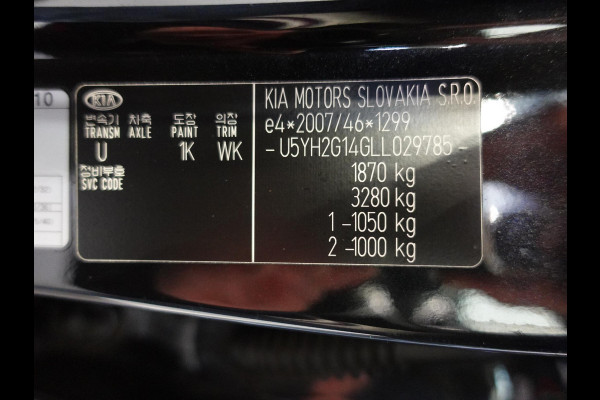 10
KIA
변속기 차축 도장 의장
TRANSM AXLE PAINT TRIM
U 1K WK
정비부호
SVC CODE
KIA MOTORS SLOVAKIA S.R.O.
e4*2007/46*1299
-U5YH2G14GLL029785-
1870 kg
3280 kg
1-1050 kg
2-1000 kg